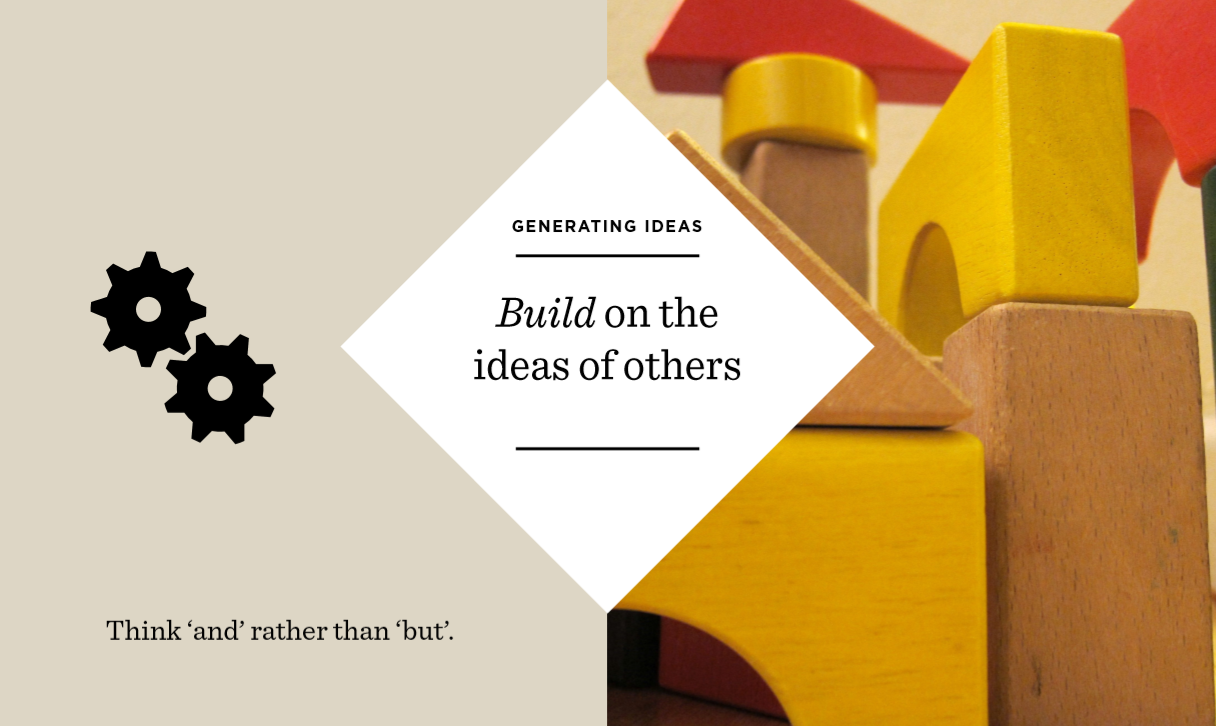 GENERATING IDEAS
Build on the
ideas of others
Think ‘and’ rather than ‘but’.